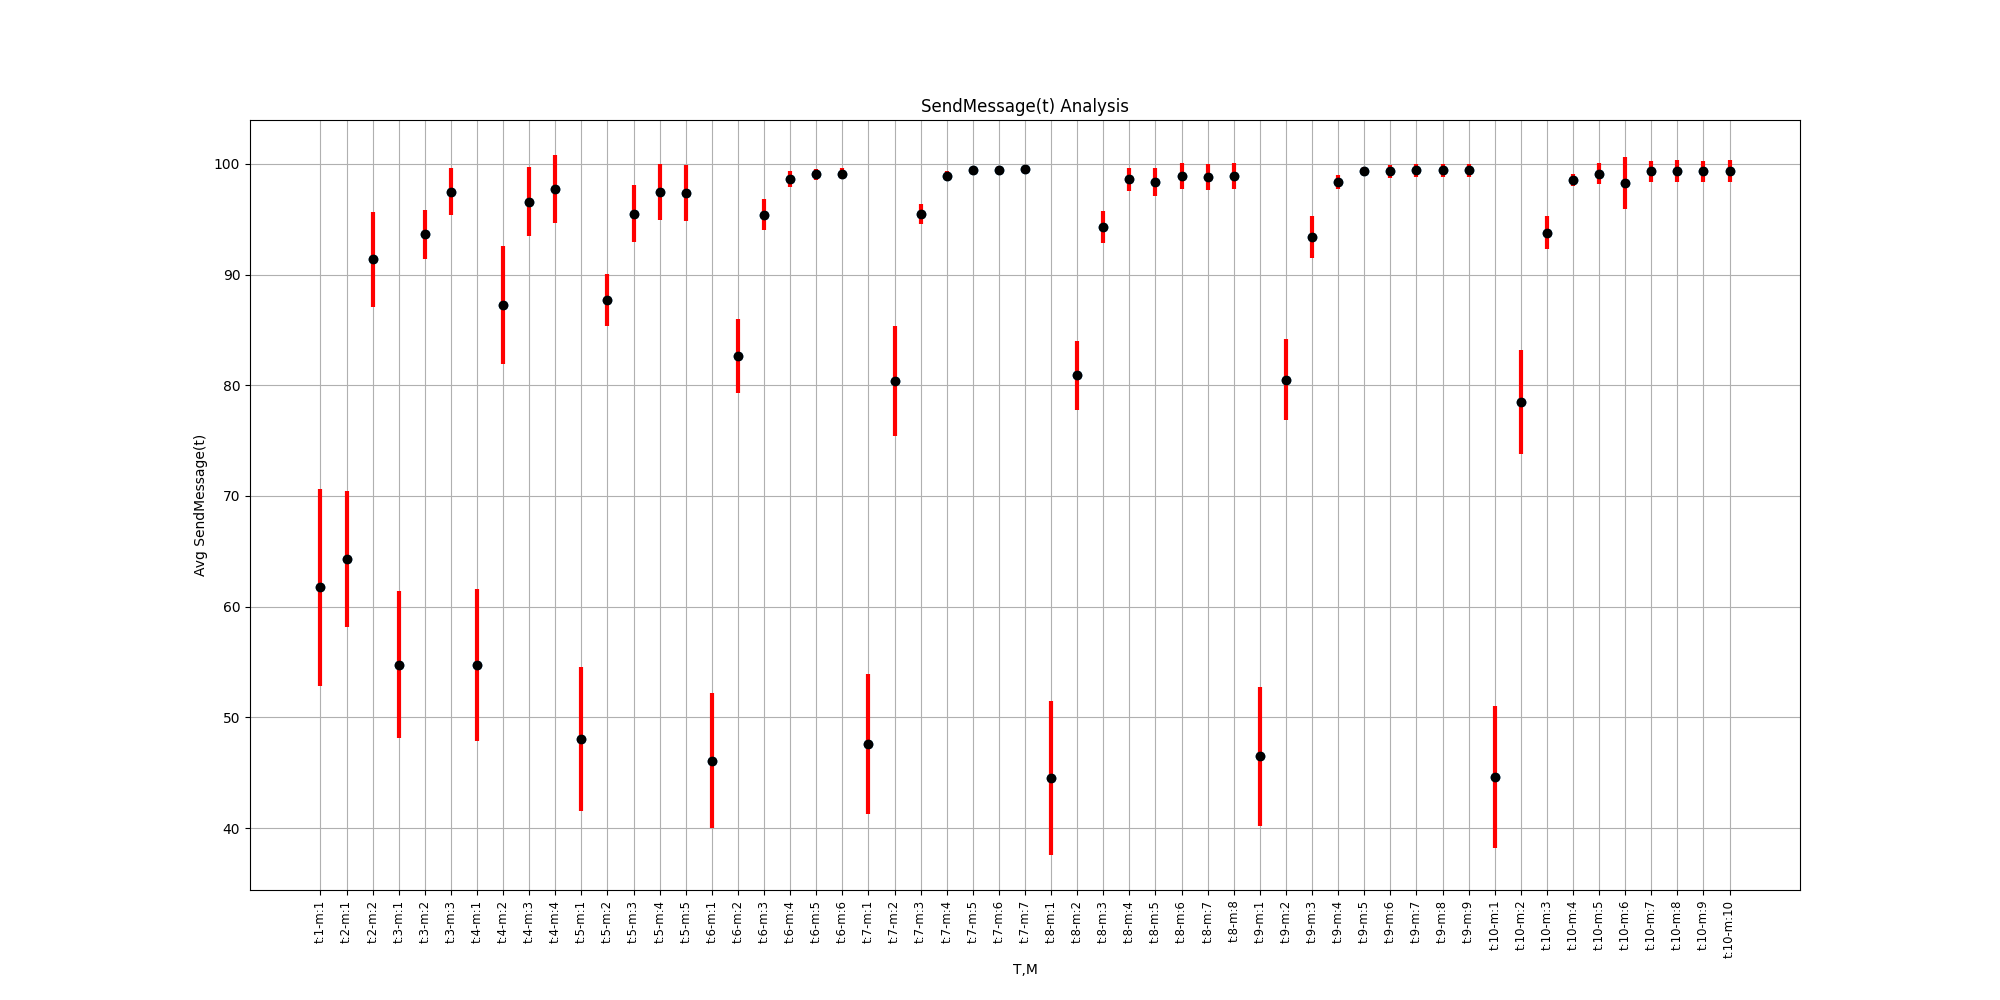 SendMessage(t) Analysis
100
90
80
70
60
50
40
Avg SendMessage(t)
t:1-m:1
t:2-m:1
t:2-m:2
t:3-m:1
t:3-m:2
t:3-m:3
t:4-m:1
t:4-m:2
t:4-m:3
t:4-m:4
t:5-m:1
t:5-m:2
t:5-m:3
t:5-m:4
t:5-m:5
t:6-m:1
t:6-m:2
t:6-m:3
t:6-m:4
t:6-m:5
t:6-m:6
t:7-m:1
t:7-m:2
t:7-m:3
t:7-m:4
t:7-m:5
t:7-m:6
t:7-m:7
t:8-m:1
t:8-m:2
t:8-m:3
t:8-m:4
t:8-m:5
t:8-m:6
t:8-m:7
t:8-m:8
t:9-m:1
t:9-m:2
t:9-m:3
t:9-m:4
t:9-m:5
t:9-m:6
t:9-m:7
t:9-m:8
t:9-m:9
t:10-m:1
t:10-m:2
t:10-m:3
t:10-m:4
t:10-m:5
t:10-m:6
t:10-m:7
t:10-m:8
t:10-m:9
t:10-m:10
T,M